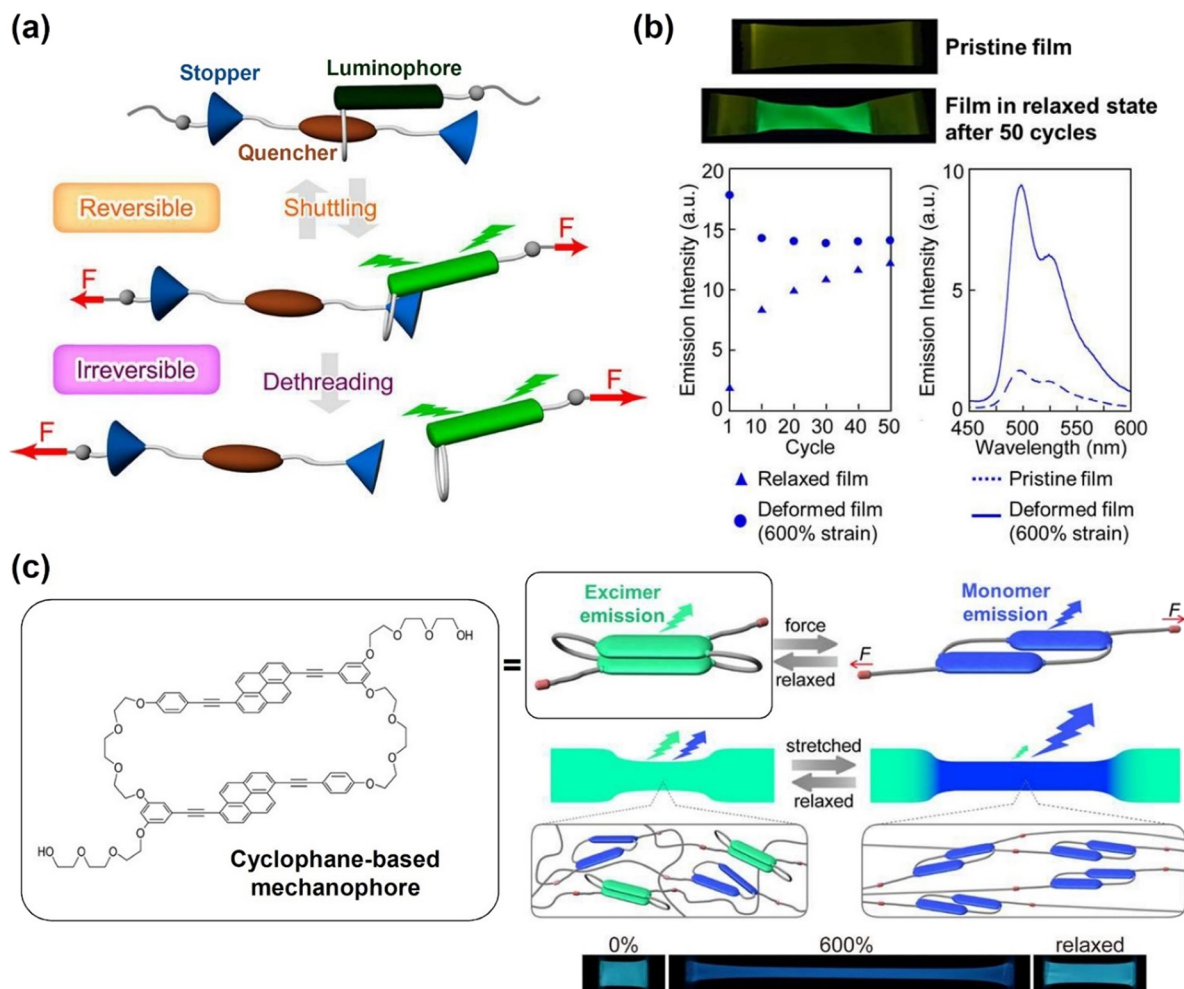 (a)
Stopper
Luminophore
Quencher
Reversible
Shuttling
F
F
Irreversible
Dethreading
F
F
(b)
Pristine film
Film in relaxed state
after 50 cycles
Emission Intensity (a.u.)
20
15
10
5
0
1 10 20 30 40 50
Cycle
Relaxed film
Deformed film
(600% strain)
Emission Intensity (a.u.)
10
5
0
450 500 550 600
Wavelength (nm)
Pristine film
Deformed film
(600% strain)
(c)
O O OH
O O
O
O O
O O
O O
O O
O
HO O O
Cyclophane-based
mechanophore
=
Excimer
emission
force
relaxed
Monomer
emission
F
F
stretched
relaxed
0% 600% relaxed